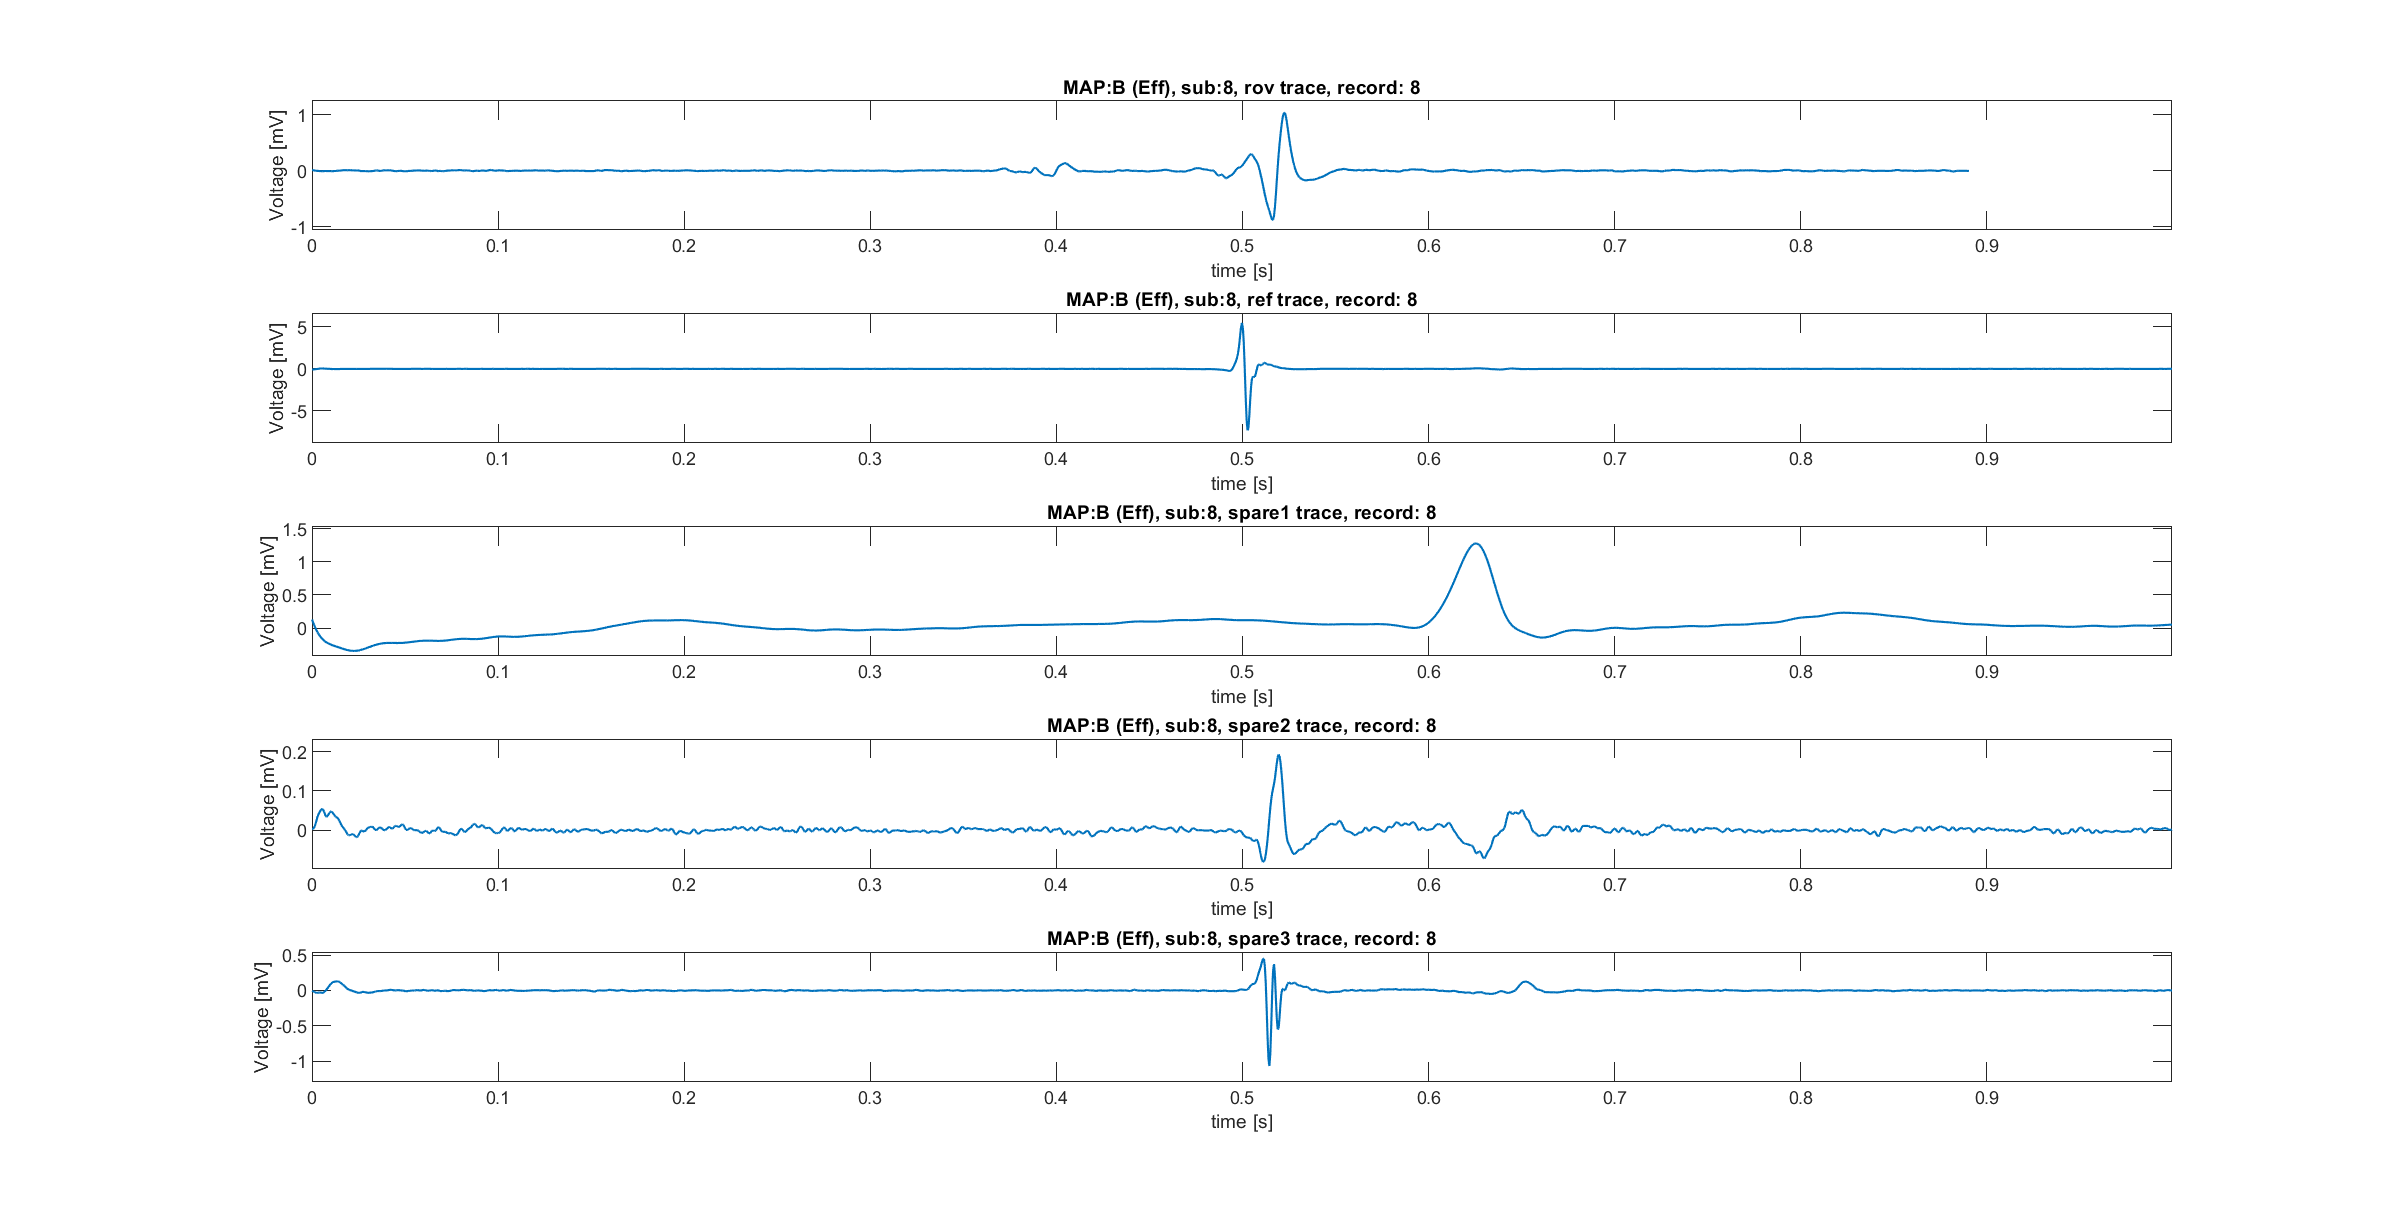 MAP:B (Eff), sub:8, rov trace, record: 8
Voltage [mV]
1
0
-1
0 0.1 0.2 0.3 0.4 0.5 0.6 0.7 0.8 0.9
time [s]
MAP:B (Eff), sub:8, ref trace, record: 8
Voltage [mV]
5
0
-5
0 0.1 0.2 0.3 0.4 0.5 0.6 0.7 0.8 0.9
time [s]
MAP:B (Eff), sub:8, spare1 trace, record: 8
Voltage [mV]
1.5
1
0.5
0
0 0.1 0.2 0.3 0.4 0.5 0.6 0.7 0.8 0.9
time [s]
MAP:B (Eff), sub:8, spare2 trace, record: 8
Voltage [mV]
0.2
0.1
0
0 0.1 0.2 0.3 0.4 0.5 0.6 0.7 0.8 0.9
time [s]
MAP:B (Eff), sub:8, spare3 trace, record: 8
Voltage [mV]
0.5
0
-0.5
-1
0 0.1 0.2 0.3 0.4 0.5 0.6 0.7 0.8 0.9
time [s]